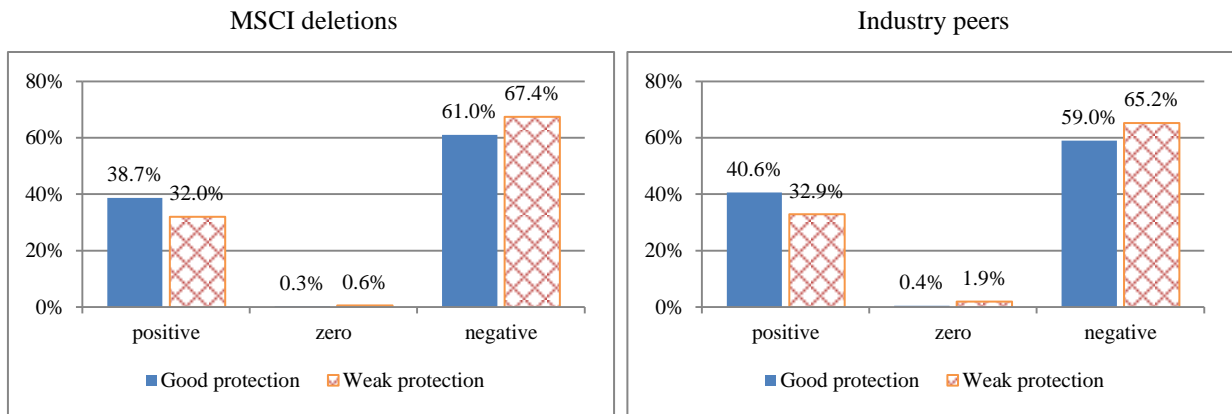 MSCI deletions
80%
60%
40%
20%
0%
38.7%
32.0%
0.3%
0.6%
61.0%
67.4%
positive
zero
negative
Good protection
Weak protection
Industry peers
80%
60%
40%
20%
0%
40.6%
32.9%
0.4%
1.9%
59.0%
65.2%
positive
zero
negative
Good protection
Weak protection